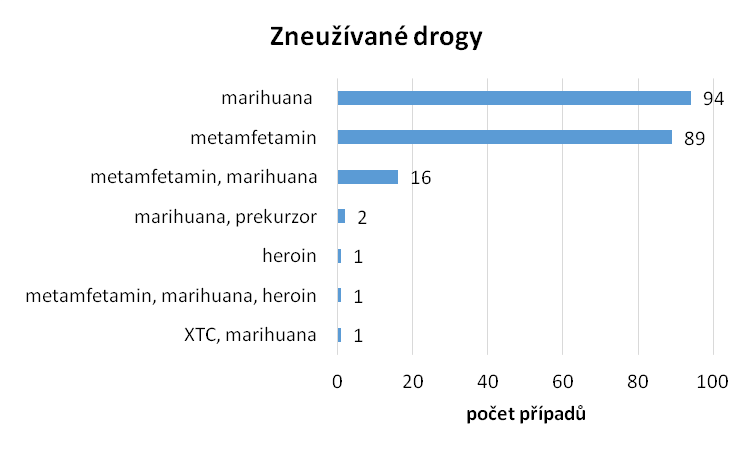 Zneužívané drogy
marihuana 94
metamfetamin 89
metamfetamin, marihuana 16
marihuana, prekurzor 2
heroin 1
metamfetamin, marihuana, heroin 1
XTC, marihuana 1
0 20 40 60 80 100
počet případů